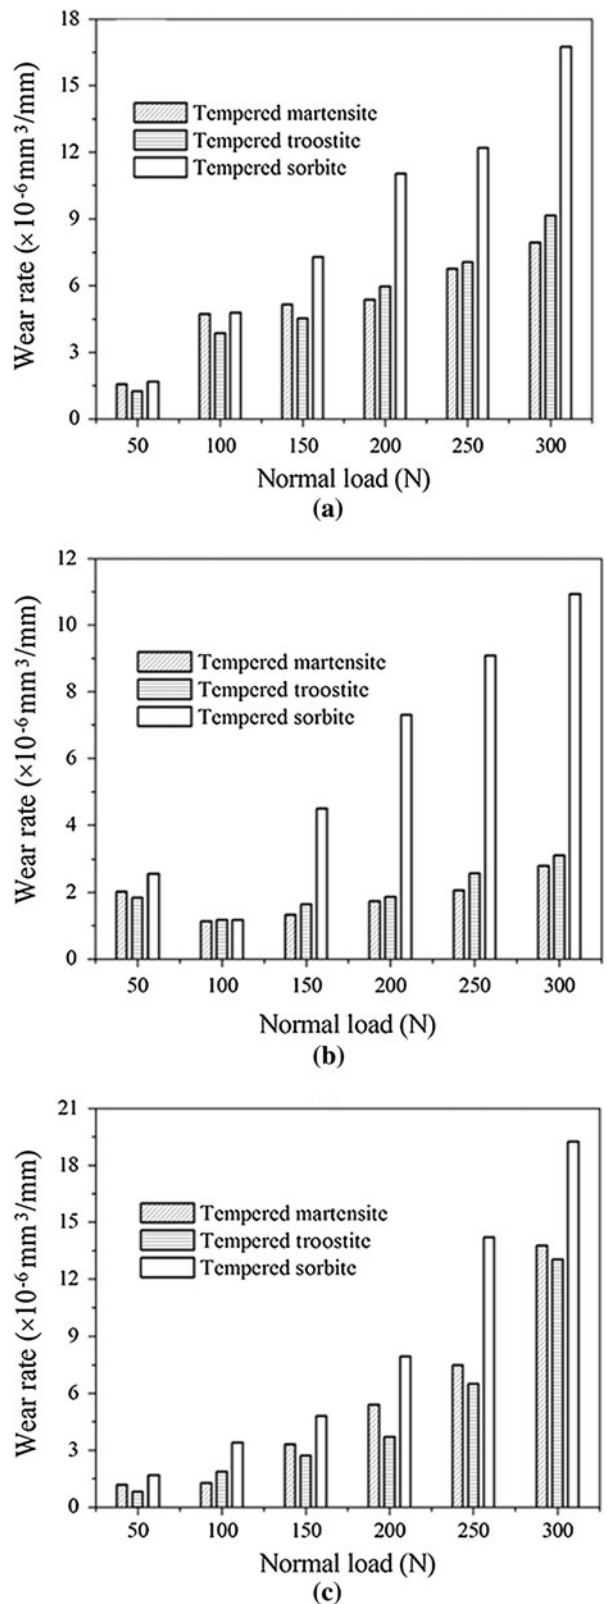 18
15
12
9
6
3
0
Wear rate (×10⁻⁶mm³/mm)
Tempered martensite
Tempered troostite
Tempered sorbite
50 100 150 200 250 300
Normal load (N)
(a)
12
10
8
6
4
2
0
Wear rate (×10⁻⁶mm³/mm)
Tempered martensite
Tempered troostite
Tempered sorbite
50 100 150 200 250 300
Normal load (N)
(b)
21
18
15
12
9
6
3
0
Wear rate (×10⁻⁶mm³/mm)
Tempered martensite
Tempered troostite
Tempered sorbite
50 100 150 200 250 300
Normal load (N)
(c)